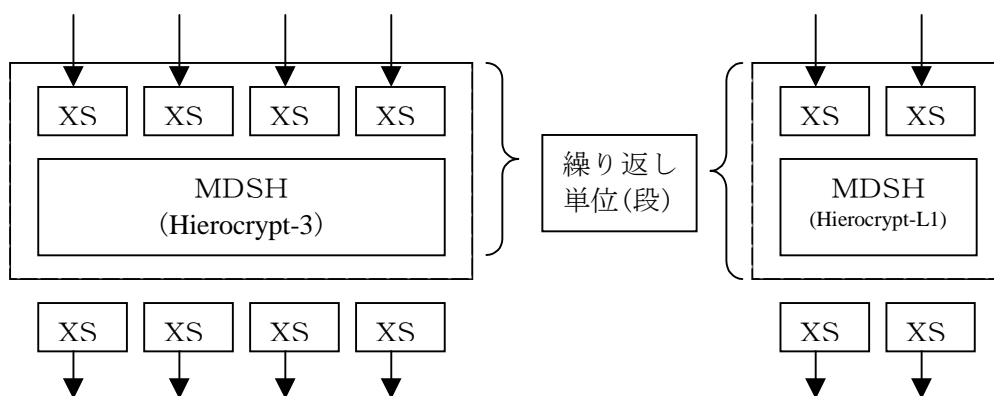 XS XS XS XS
MDSH
(Hierocrypt-3)
XS XS XS XS
繰り返し
単位(段)
XS XS
MDSH
(Hierocrypt-L1)
XS XS